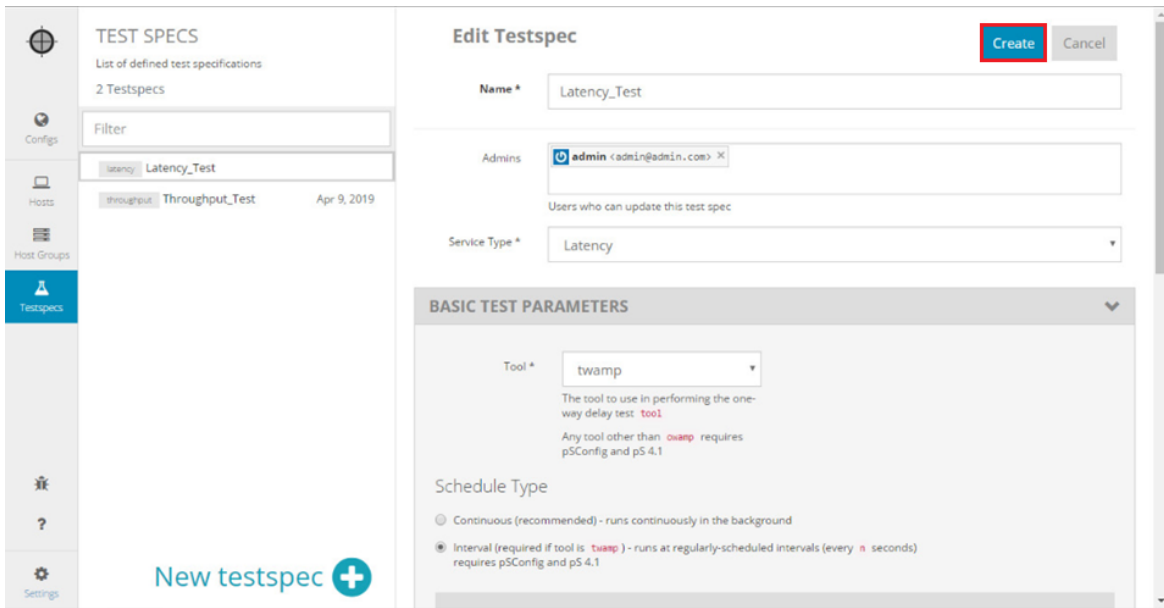 TEST SPECS
List of defined test specifications
2 Testspecs
Filter
latency Latency_Test
throughput Throughput_Test Apr 9, 2019
New testspec
Configs
Hosts
Host Groups
Testspecs
?
Settings
Edit Testspec
Create
Cancel
Name *
Latency_Test
Admins
admin <admin@admin.com> ×
Users who can update this test spec
Service Type *
Latency
BASIC TEST PARAMETERS
Tool *
twamp
The tool to use in performing the one-
way delay test tool
Any tool other than owamp requires
pSConfig and pS 4.1
Schedule Type
Continuous (recommended) - runs continuously in the background
Interval (required if tool is twamp ) - runs at regularly-scheduled intervals (every n seconds)
requires pSConfig and pS 4.1